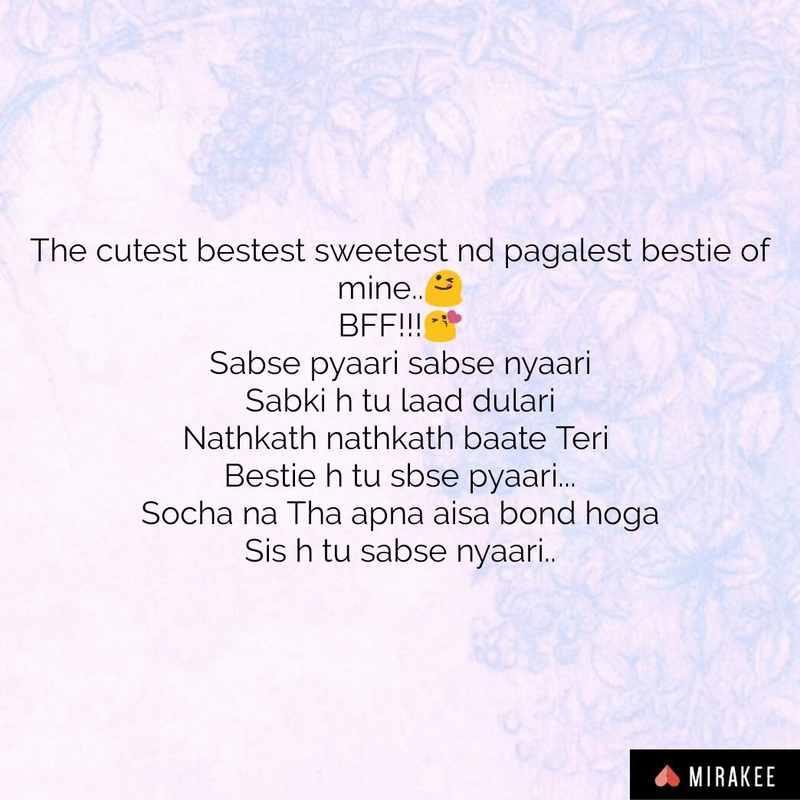 The cutest bestest sweetest nd pagalest bestie of
mine..😜
BFF!!!😘
Sabse pyaari sabse nyaari
Sabki h tu laad dulari
Nathkath nathkath baate Teri
Bestie h tu sbse pyaari...
Socha na Tha apna aisa bond hoga
Sis h tu sabse nyaari..
MIRAKEE